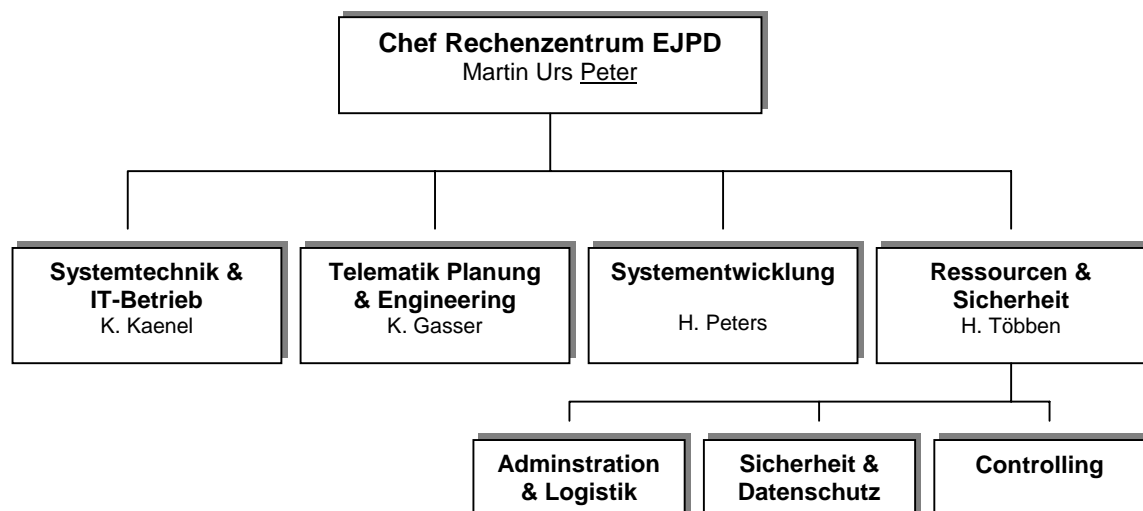 Chef Rechenzentrum EJPD
Martin Urs Peter
Systemtechnik &
IT-Betrieb
K. Kaenel
Telematik Planung
& Engineering
K. Gasser
Systementwicklung
H. Peters
Ressourcen &
Sicherheit
H. Többen
Adminstration
& Logistik
Sicherheit &
Datenschutz
Controlling